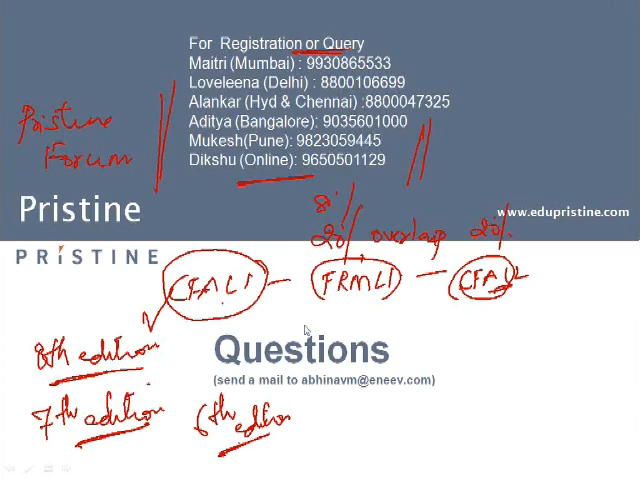 For Registration or Query
Maitri (Mumbai) : 9930865533
Loveleena (Delhi) : 8800106699
Alankar (Hyd & Chennai) :8800047325
Aditya (Bangalore): 9035601000
Mukesh(Pune): 9823059445
Dikshu (Online): 9650501129
Pristine
Forum
Pristine
www.edupristine.com
PRiSTINE
20% overlap 20%
CFA L1 — FRM L1 — CFA L2
8th edition
Questions
(send a mail to abhinavm@eneev.com)
7th edition 6th edition